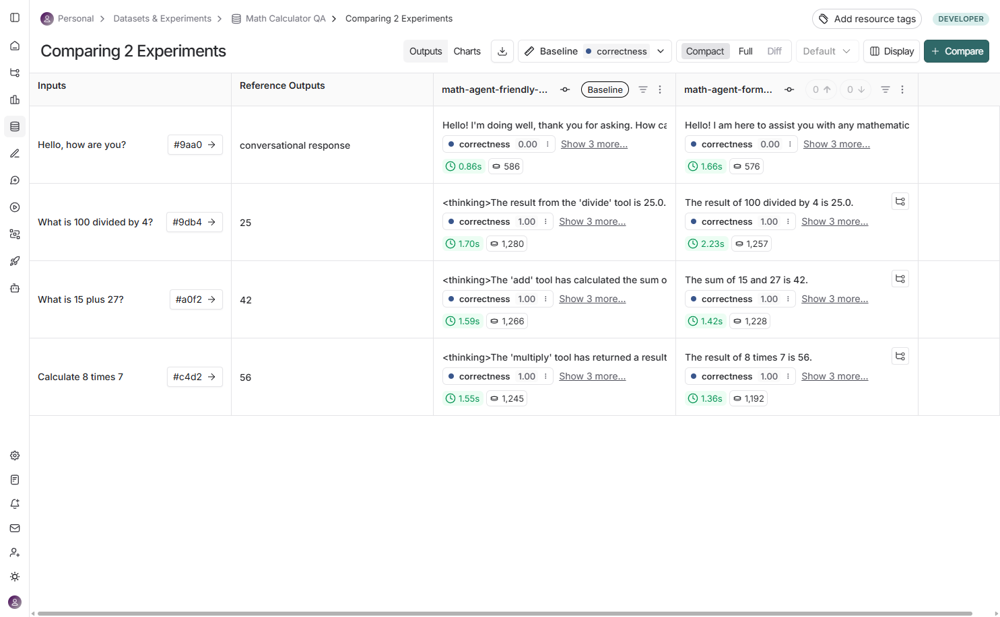 Personal > Datasets & Experiments > Math Calculator QA > Comparing 2 Experiments
Add resource tags
DEVELOPER
Comparing 2 Experiments
Outputs Charts
Baseline correctness
Compact Full Diff
Default
Display
+ Compare
Inputs
Reference Outputs
math-agent-friendly-...
Baseline
math-agent-form...
0 ↑ 0 ↓
Hello, how are you?
#9aa0 →
conversational response
Hello! I'm doing well, thank you for asking. How ca
correctness 0.00 Show 3 more...
0.86s 586
Hello! I am here to assist you with any mathematic
correctness 0.00 Show 3 more...
1.66s 576
What is 100 divided by 4?
#9db4 →
25
<thinking>The result from the 'divide' tool is 25.0.
correctness 1.00 Show 3 more...
1.70s 1,280
The result of 100 divided by 4 is 25.0.
correctness 1.00 Show 3 more...
2.23s 1,257
What is 15 plus 27?
#a0f2 →
42
<thinking>The 'add' tool has calculated the sum o
correctness 1.00 Show 3 more...
1.59s 1,266
The sum of 15 and 27 is 42.
correctness 1.00 Show 3 more...
1.42s 1,228
Calculate 8 times 7
#c4d2 →
56
<thinking>The 'multiply' tool has returned a result
correctness 1.00 Show 3 more...
1.55s 1,245
The result of 8 times 7 is 56.
correctness 1.00 Show 3 more...
1.36s 1,192